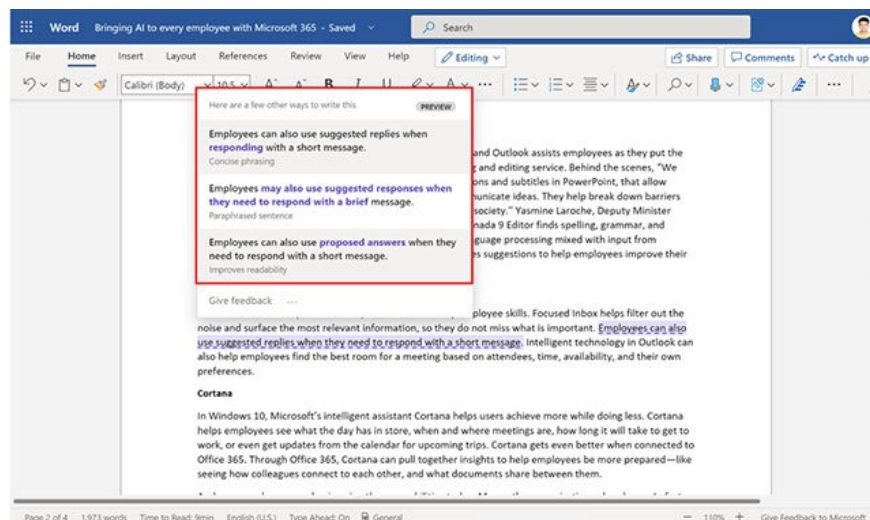 Word Bringing AI to every employee with Microsoft 365 - Saved Search
File Home Insert Layout References Review View Help Editing Share Comments Catch up
Calibri (Body) 10.5 A A B I U A
Here are a few other ways to write this PREVIEW
Employees can also use suggested replies when
responding with a short message.
Concise phrasing
Employees may also use suggested responses when
they need to respond with a brief message.
Paraphrased sentence
Employees can also use proposed answers when they
need to respond with a short message.
Improves readability
Give feedback ...
and Outlook assists employees as they put the
and editing service. Behind the scenes, "We
ons and subtitles in PowerPoint, that allow
unicate ideas. They help break down barriers
society." Yasmine Laroche, Deputy Minister
nada 9 Editor finds spelling, grammar, and
guage processing mixed with input from
es suggestions to help employees improve their
ployee skills. Focused Inbox helps filter out the
noise and surface the most relevant information, so they do not miss what is important. Employees can also
use suggested replies when they need to respond with a short message. Intelligent technology in Outlook can
also help employees find the best room for a meeting based on attendees, time, availability, and their own
preferences.
Cortana
In Windows 10, Microsoft's intelligent assistant Cortana helps users achieve more while doing less. Cortana
helps employees see what the day has in store, when and where meetings are, how long it will take to get to
work, or even get updates from the calendar for upcoming trips. Cortana gets even better when connected to
Office 365. Through Office 365, Cortana can pull together insights to help employees be more prepared—like
seeing how colleagues connect to each other, and what documents share between them.
Page 2 of 4 1,973 words Time to Read: 9min English (U.S.) Type Ahead: On General 110% Give Feedback to Microsoft